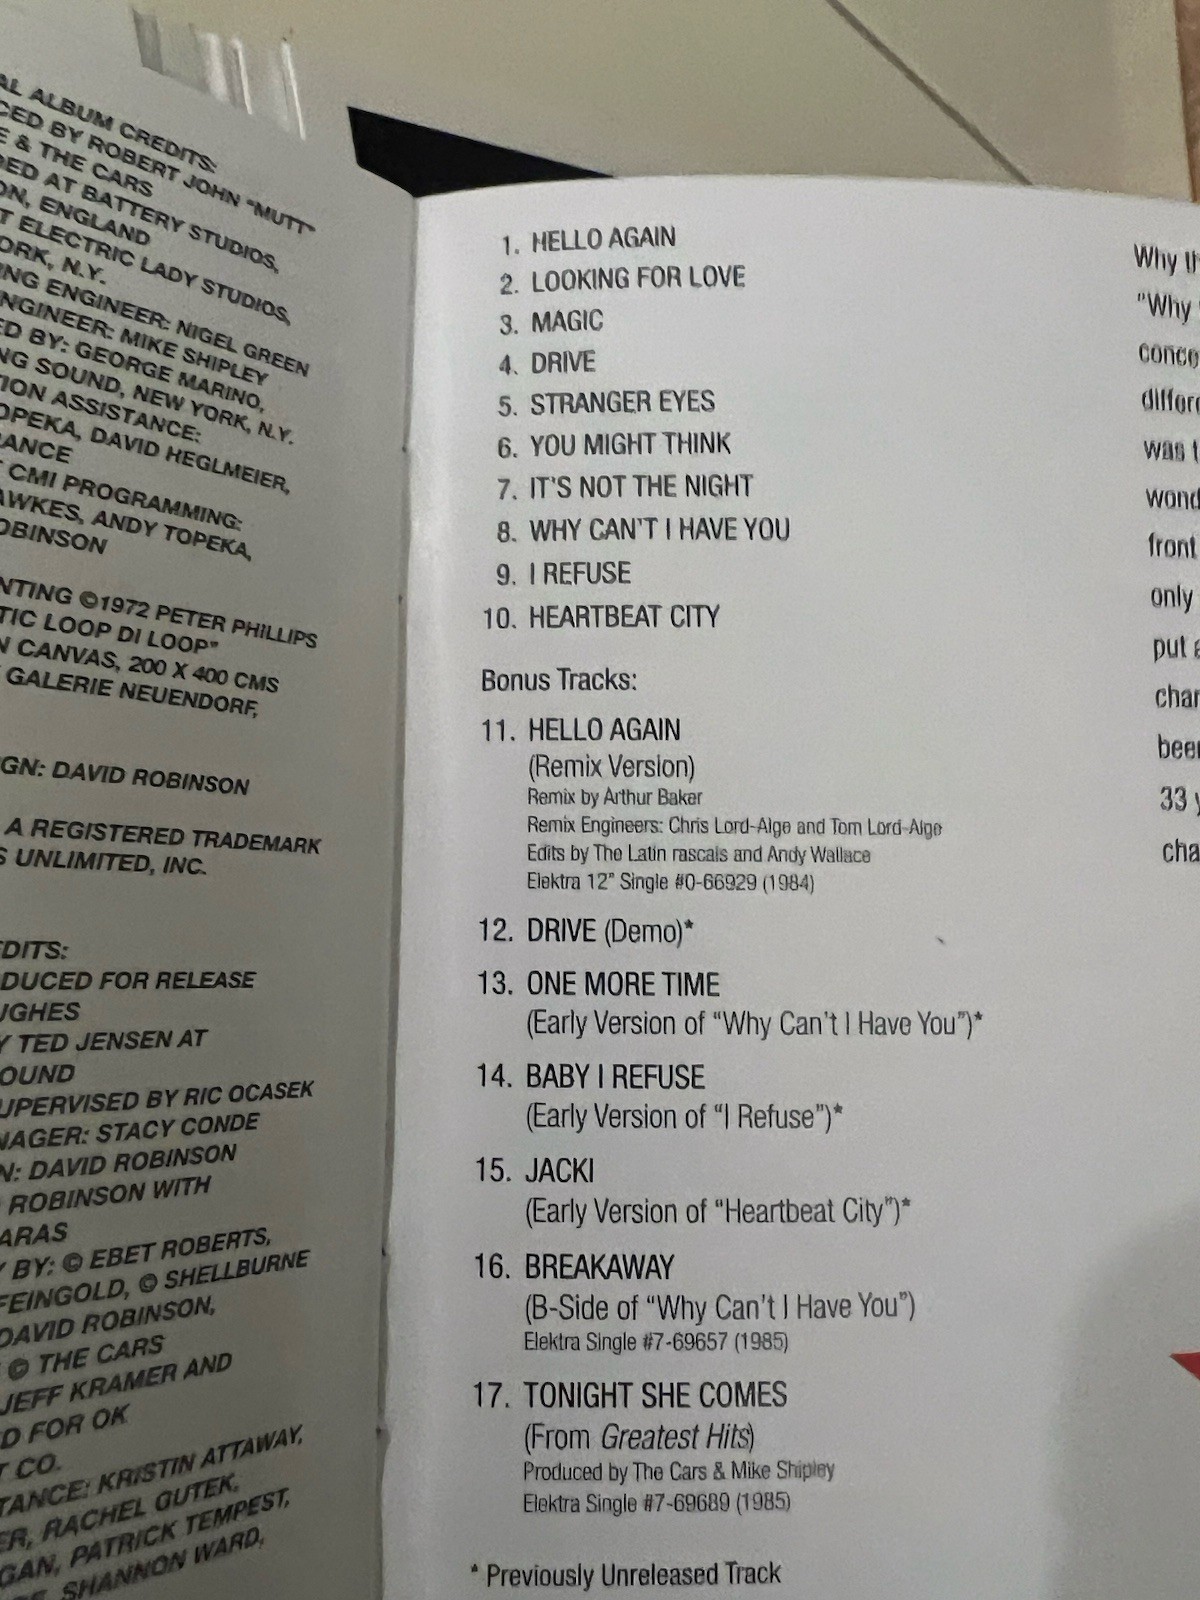 AL ALBUM CREDITS:
CED BY ROBERT JOHN "MUTT"
E & THE CARS
DED AT BATTERY STUDIOS,
ON, ENGLAND
T ELECTRIC LADY STUDIOS,
ORK, N.Y.
ING ENGINEER: NIGEL GREEN
NGINEER: MIKE SHIPLEY
ED BY: GEORGE MARINO,
NG SOUND, NEW YORK, N.Y.
TION ASSISTANCE:
OPEKA, DAVID HEGLMEIER,
RANCE
T CMI PROGRAMMING:
AWKES, ANDY TOPEKA,
OBINSON
NTING ©1972 PETER PHILLIPS
TIC LOOP DI LOOP"
N CANVAS, 200 X 400 CMS
GALERIE NEUENDORF,
GN: DAVID ROBINSON
A REGISTERED TRADEMARK
S UNLIMITED, INC.
EDITS:
DUCED FOR RELEASE
UGHES
Y TED JENSEN AT
OUND
UPERVISED BY RIC OCASEK
NAGER: STACY CONDE
N: DAVID ROBINSON
ROBINSON WITH
ARAS
Y BY: © EBET ROBERTS,
FEINGOLD, © SHELLBURNE
DAVID ROBINSON,
© THE CARS
JEFF KRAMER AND
D FOR OK
T CO.
TANCE: KRISTIN ATTAWAY,
ER, RACHEL GUTEK,
GAN, PATRICK TEMPEST,
SHANNON WARD,
1. HELLO AGAIN
2. LOOKING FOR LOVE
3. MAGIC
4. DRIVE
5. STRANGER EYES
6. YOU MIGHT THINK
7. IT'S NOT THE NIGHT
8. WHY CAN'T I HAVE YOU
9. I REFUSE
10. HEARTBEAT CITY
Bonus Tracks:
11. HELLO AGAIN
(Remix Version)
Remix by Arthur Baker
Remix Engineers: Chris Lord-Alge and Tom Lord-Alge
Edits by The Latin rascals and Andy Wallace
Elektra 12" Single #0-66929 (1984)
12. DRIVE (Demo)*
13. ONE MORE TIME
(Early Version of "Why Can't I Have You")*
14. BABY I REFUSE
(Early Version of "I Refuse")*
15. JACKI
(Early Version of "Heartbeat City")*
16. BREAKAWAY
(B-Side of "Why Can't I Have You")
Elektra Single #7-69657 (1985)
17. TONIGHT SHE COMES
(From Greatest Hits)
Produced by The Cars & Mike Shipley
Elektra Single #7-69689 (1985)
* Previously Unreleased Track
Why th
"Why
conce
differe
was t
wond
front
only
put a
char
been
33 y
cha